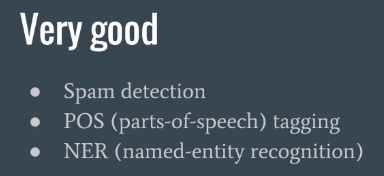 Very good
● Spam detection
● POS (parts-of-speech) tagging
● NER (named-entity recognition)